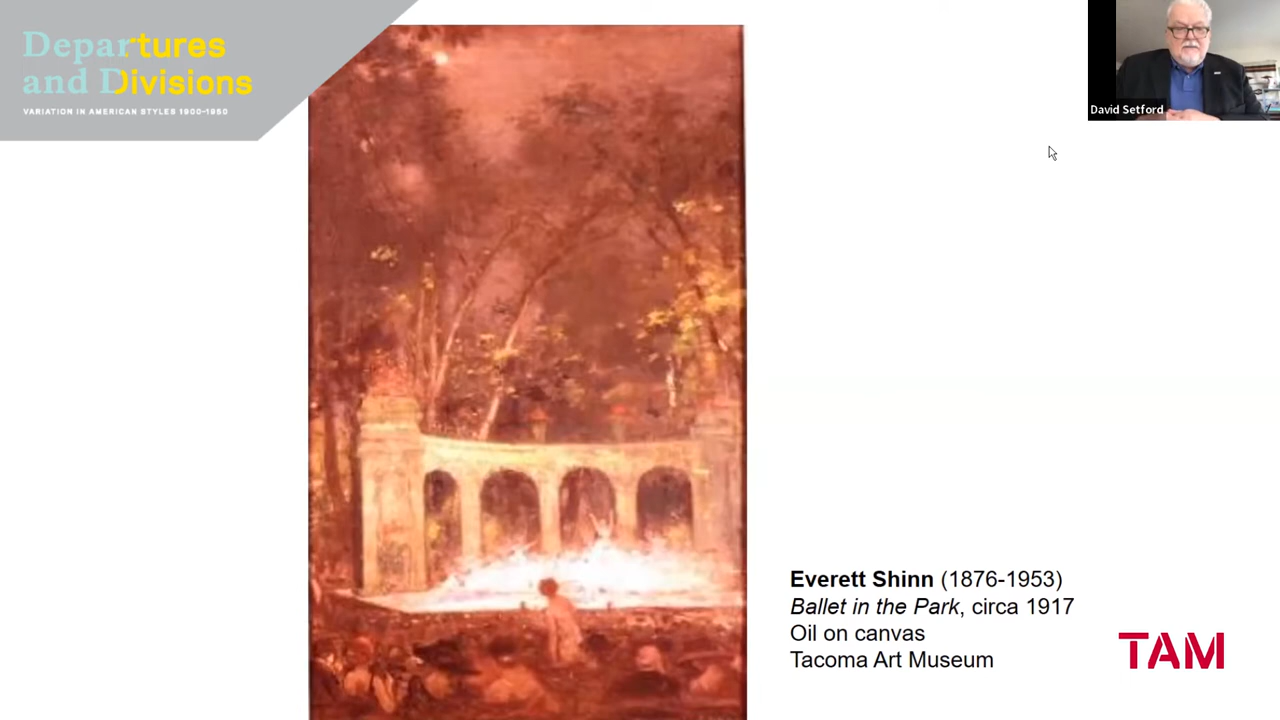 Departures
and Divisions
VARIATION IN AMERICAN STYLES 1900-1950
David Setford
Everett Shinn (1876-1953)
Ballet in the Park, circa 1917
Oil on canvas
Tacoma Art Museum
TAM